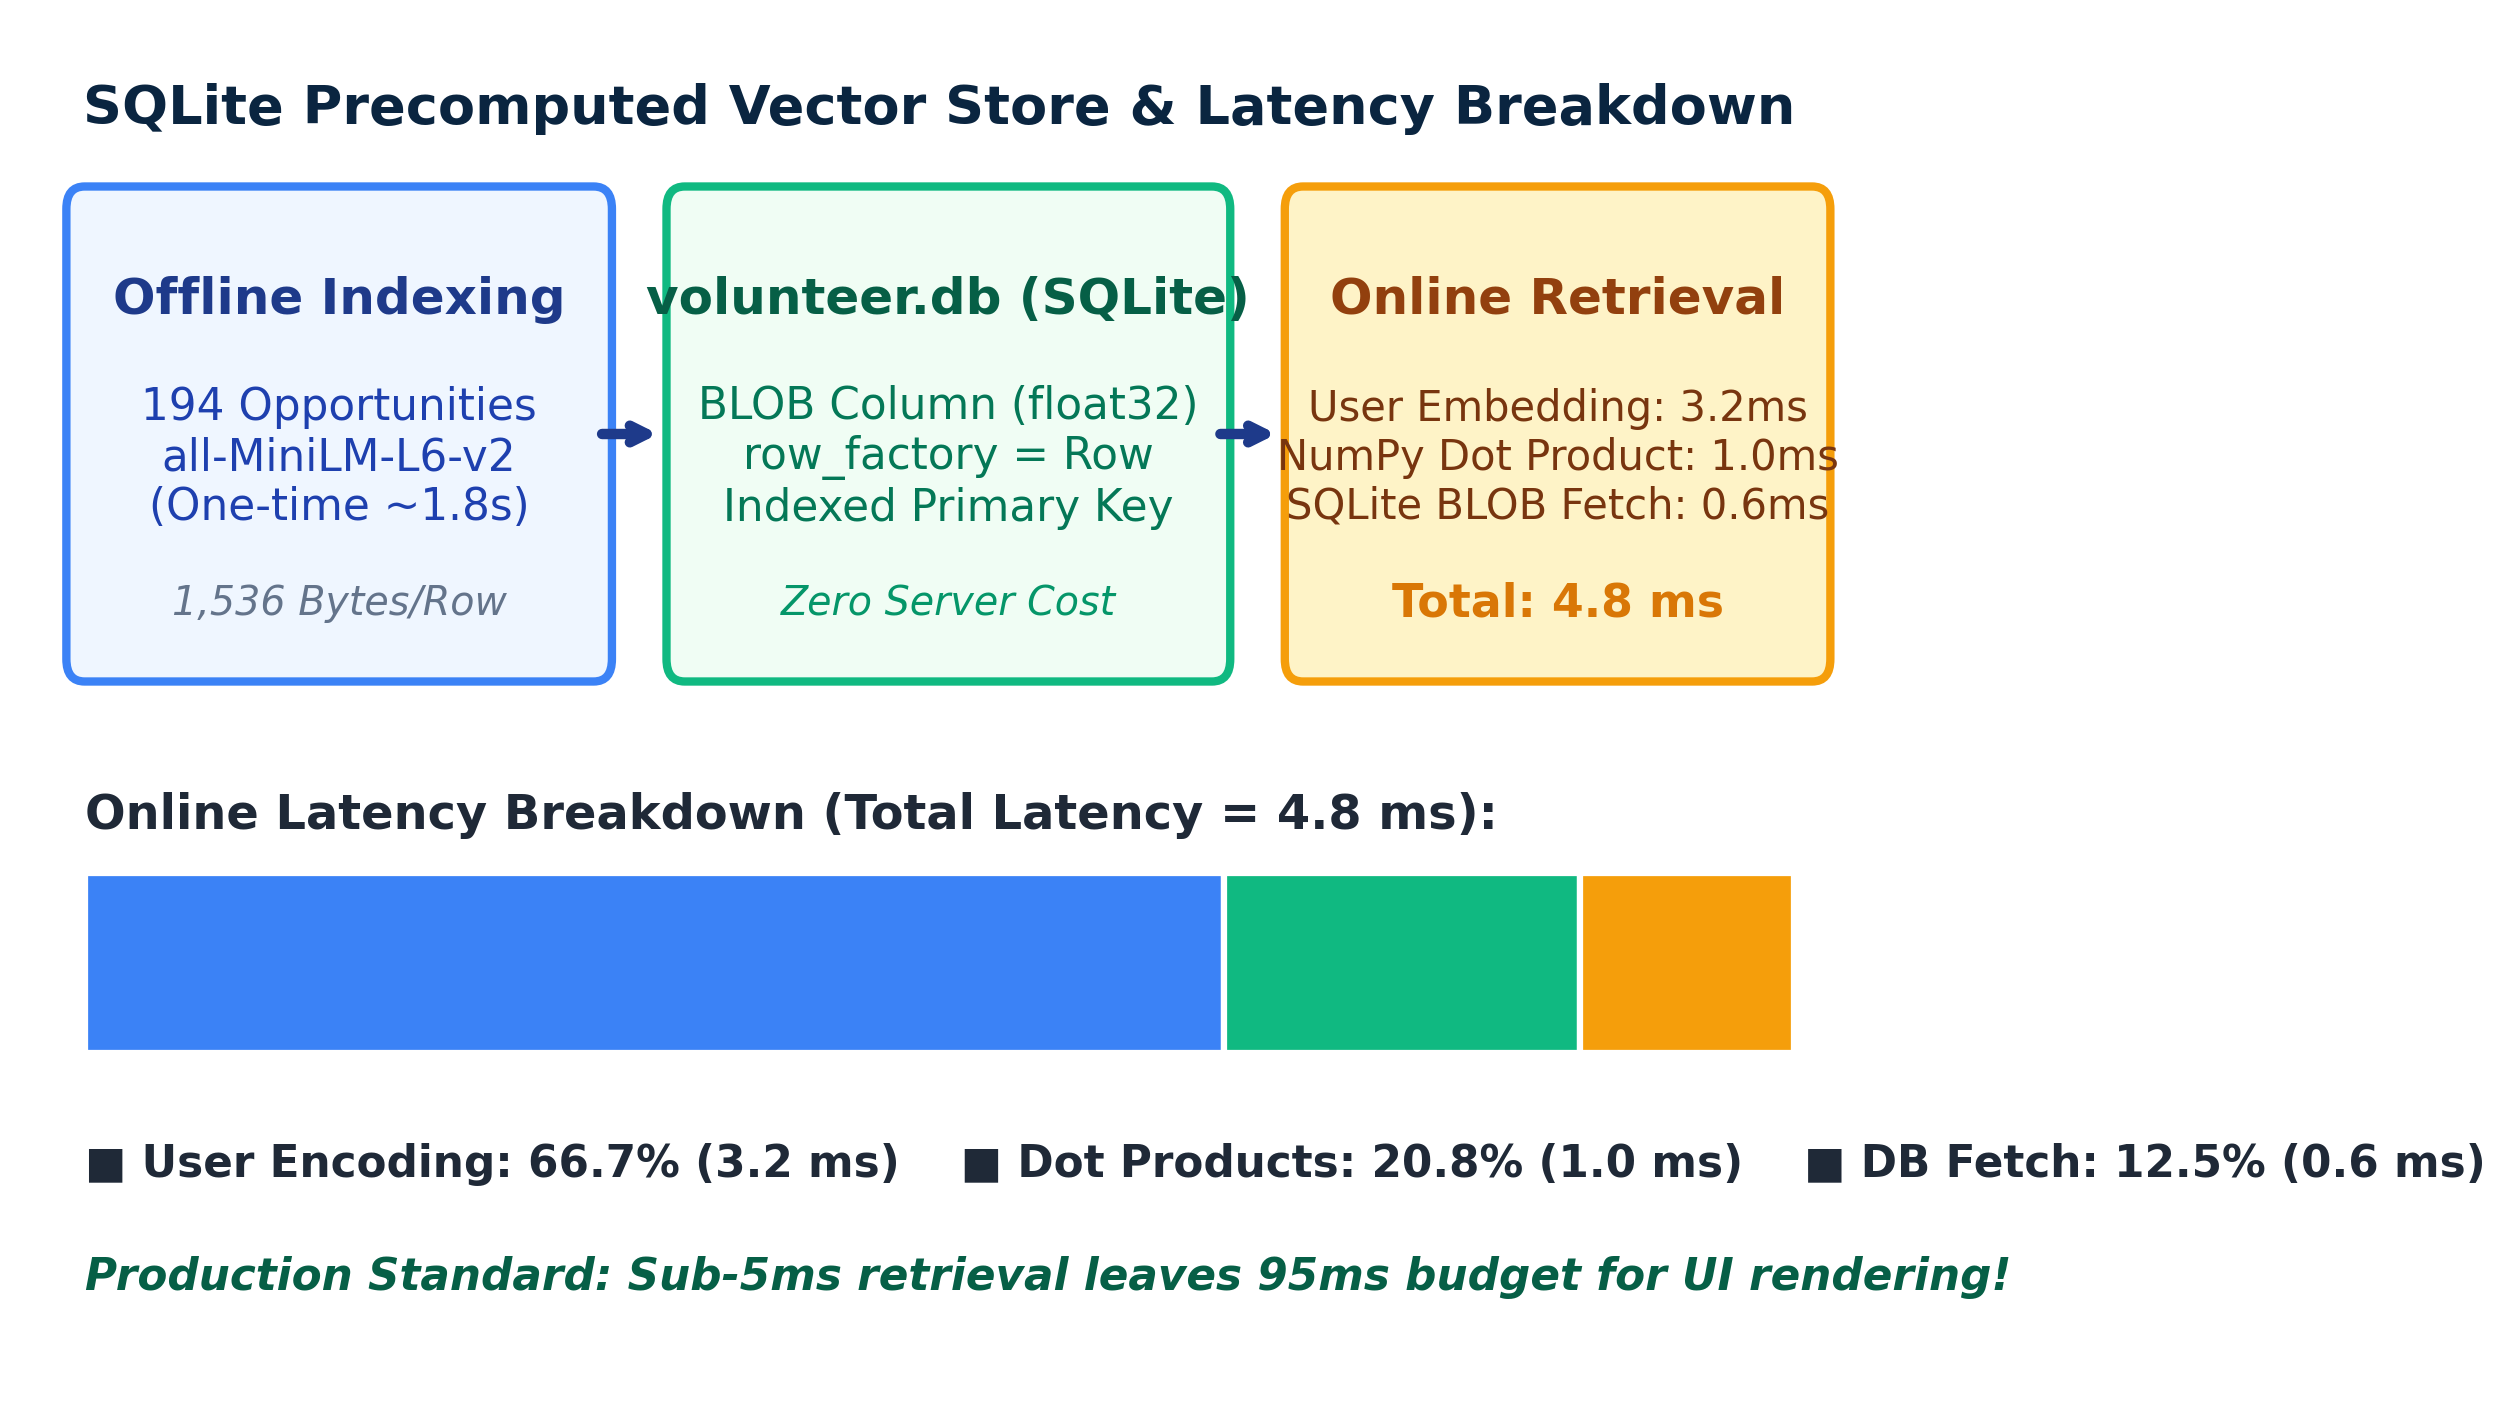 SQLite Precomputed Vector Store & Latency Breakdown
Offline Indexing
194 Opportunities
all-MiniLM-L6-v2
(One-time ~1.8s)
1,536 Bytes/Row
volunteer.db (SQLite)
BLOB Column (float32)
row_factory = Row
Indexed Primary Key
Zero Server Cost
Online Retrieval
User Embedding: 3.2ms
NumPy Dot Product: 1.0ms
SQLite BLOB Fetch: 0.6ms
Total: 4.8 ms
Online Latency Breakdown (Total Latency = 4.8 ms):
■ User Encoding: 66.7% (3.2 ms) ■ Dot Products: 20.8% (1.0 ms) ■ DB Fetch: 12.5% (0.6 ms)
Production Standard: Sub-5ms retrieval leaves 95ms budget for UI rendering!